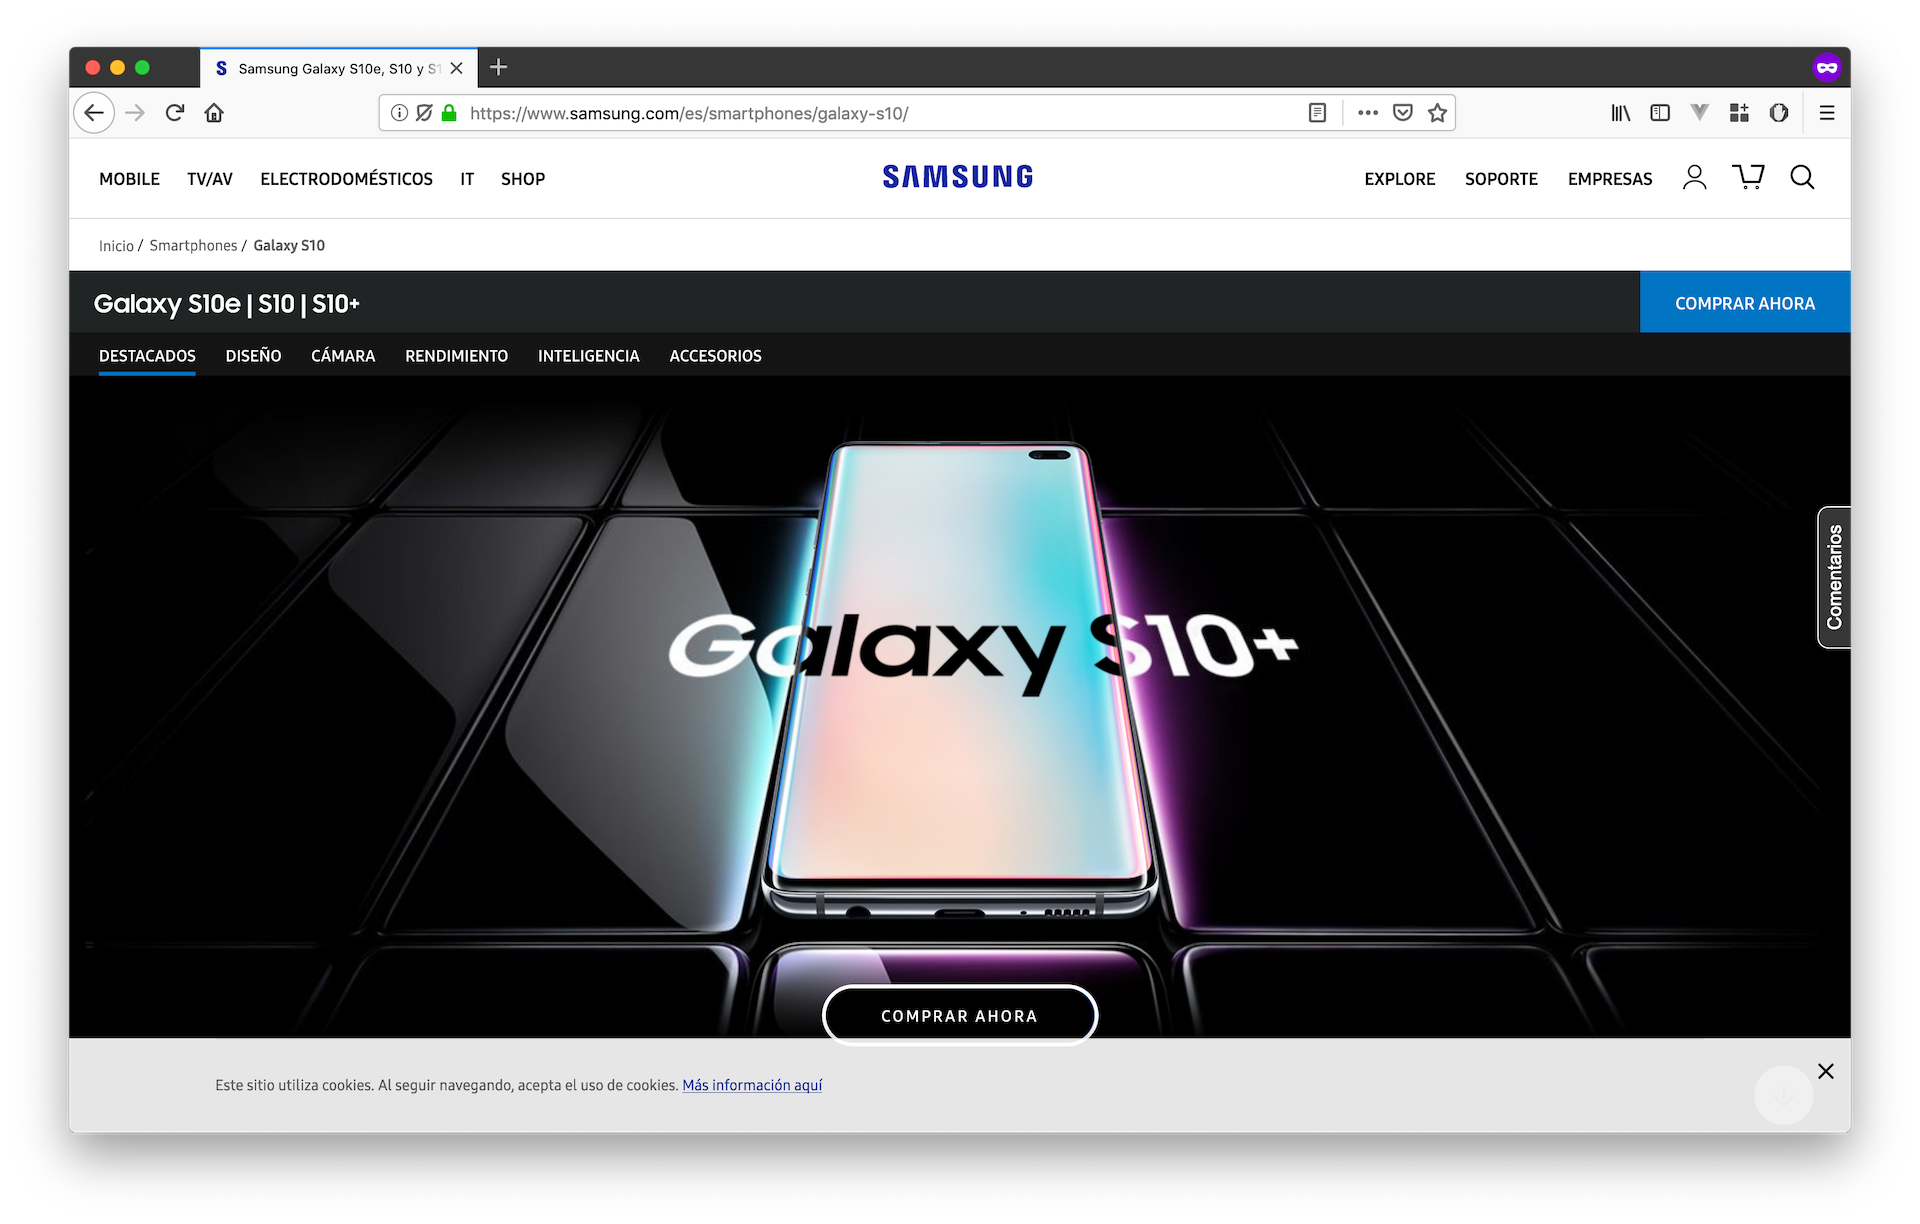 S Samsung Galaxy S10e, S10 y S1
https://www.samsung.com/es/smartphones/galaxy-s10/
MOBILE TV/AV ELECTRODOMÉSTICOS IT SHOP SAMSUNG EXPLORE SOPORTE EMPRESAS
Inicio / Smartphones / Galaxy S10
Galaxy S10e | S10 | S10+ COMPRAR AHORA
DESTACADOS DISEÑO CÁMARA RENDIMIENTO INTELIGENCIA ACCESORIOS
Comentarios
Galaxy S10+
COMPRAR AHORA
Este sitio utiliza cookies. Al seguir navegando, acepta el uso de cookies. Más información aquí